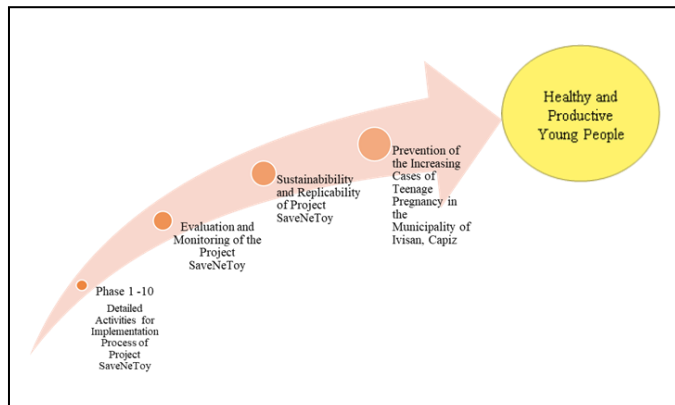 Phase 1 -10
Detailed
Activities for
Implementation
Process of
Project
SaveNeToy
Evaluation and
Monitoring of the
Project
SaveNeToy
Sustainabibility
and Replicability
of Project
SaveNeToy
Prevention of
the Increasing
Cases of
Teenage
Pregnancy in
the
Municipality of
Ivisan, Capiz
Healthy and
Productive
Young People